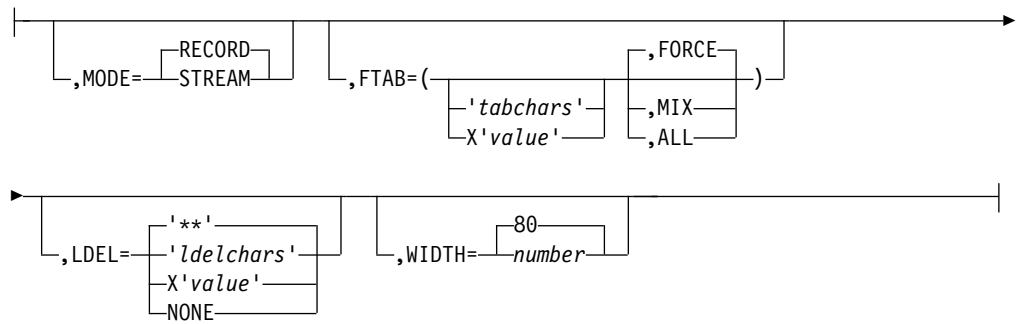 RECORD ,FORCE
,MODE= STREAM ,FTAB=( )
'tabchars' ,MIX
X'value' ,ALL
'**' 80
,LDEL= 'ldelchars' ,WIDTH= number
X'value'
NONE